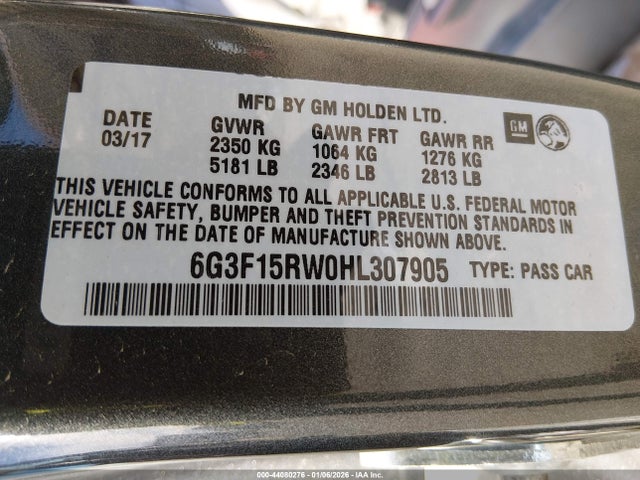 MFD BY GM HOLDEN LTD.
DATE GVWR GAWR FRT GAWR RR GM
03/17 2350 KG 1064 KG 1276 KG
5181 LB 2346 LB 2813 LB
THIS VEHICLE CONFORMS TO ALL APPLICABLE U.S. FEDERAL MOTOR
VEHICLE SAFETY, BUMPER AND THEFT PREVENTION STANDARDS IN
EFFECT ON THE DATE OF MANUFACTURE SHOWN ABOVE.
6G3F15RW0HL307905 TYPE: PASS CAR
000-44080276 - 01/06/2026 - IAAI.COM